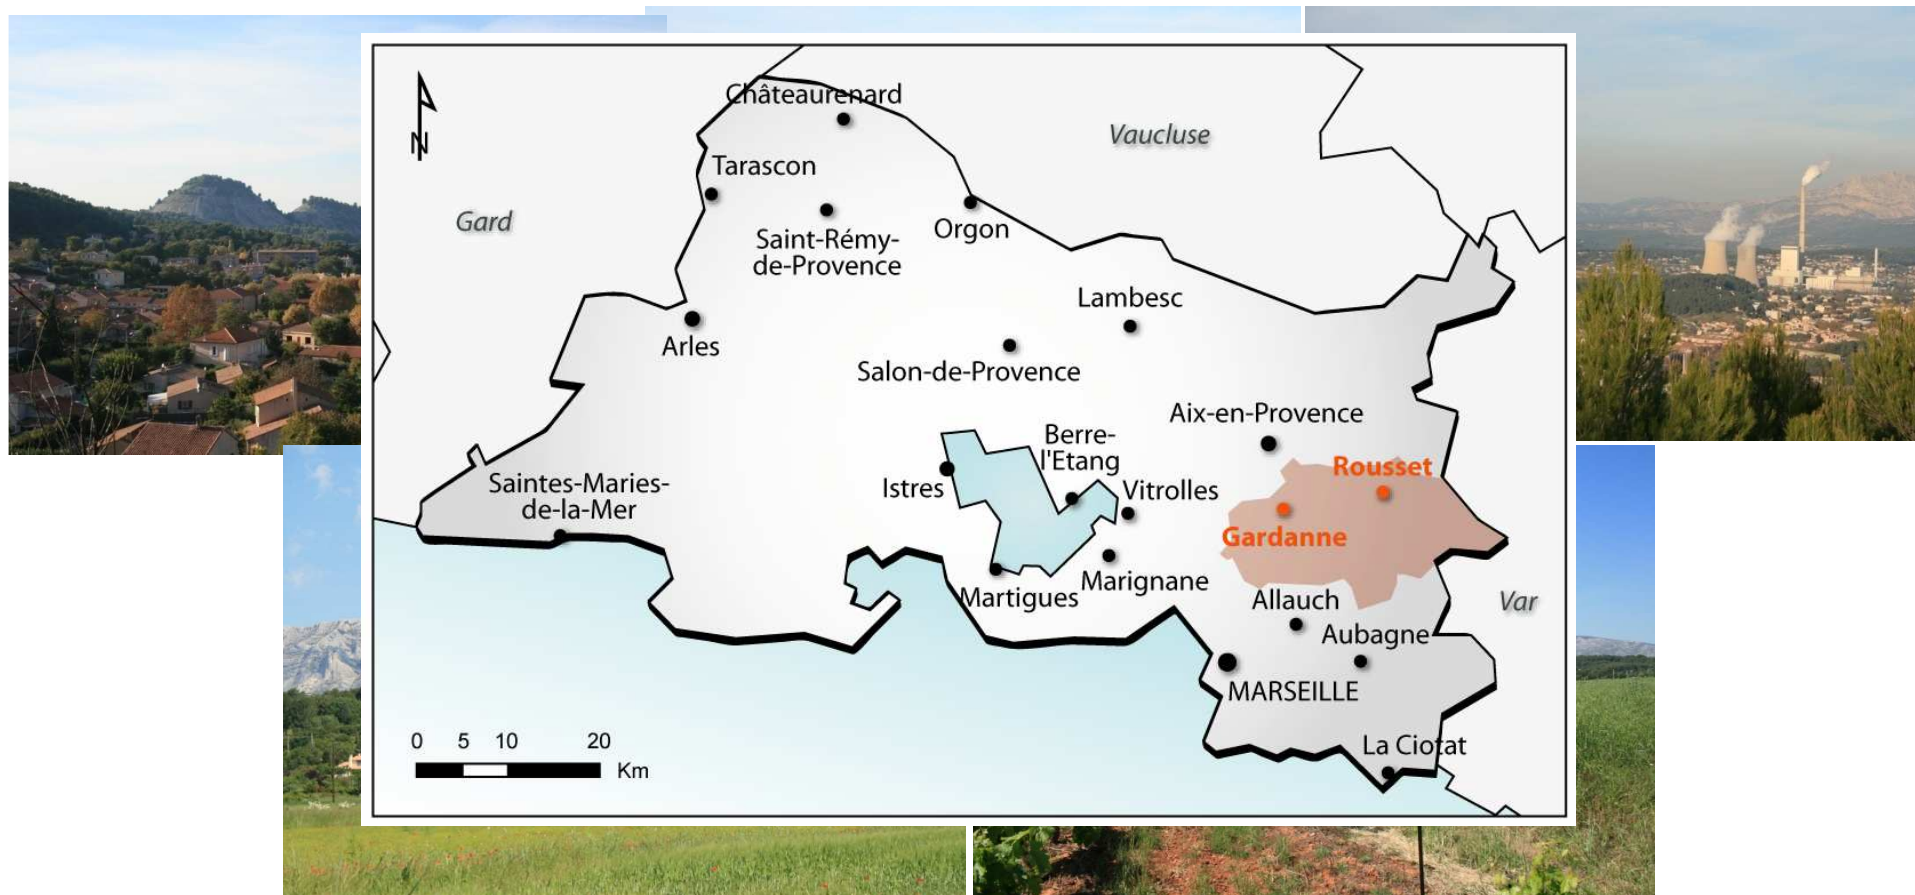 Châteaurenard
N
Vaucluse
Tarascon
Gard
Orgon
Saint-Rémy-
de-Provence
Lambesc
Arles
Salon-de-Provence
Aix-en-Provence
Berre-
l'Etang
Rousset
Istres
Vitrolles
Saintes-Maries-
de-la-Mer
Gardanne
Marignane
Martigues
Allauch
Var
Aubagne
MARSEILLE
La Ciotat
0 5 10 20
Km